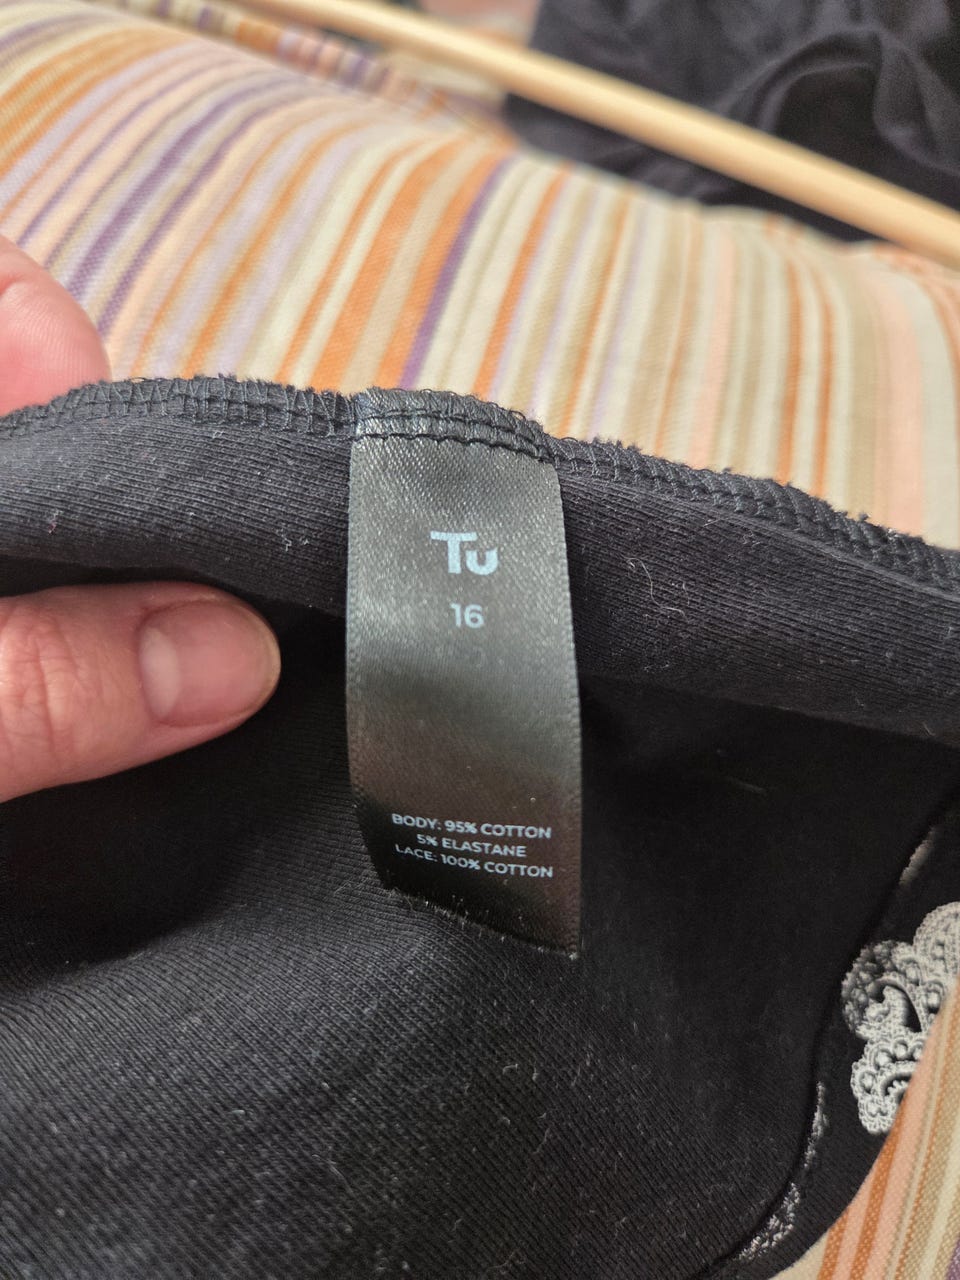 Tu
16
BODY: 95% COTTON
5% ELASTANE
LACE: 100% COTTON